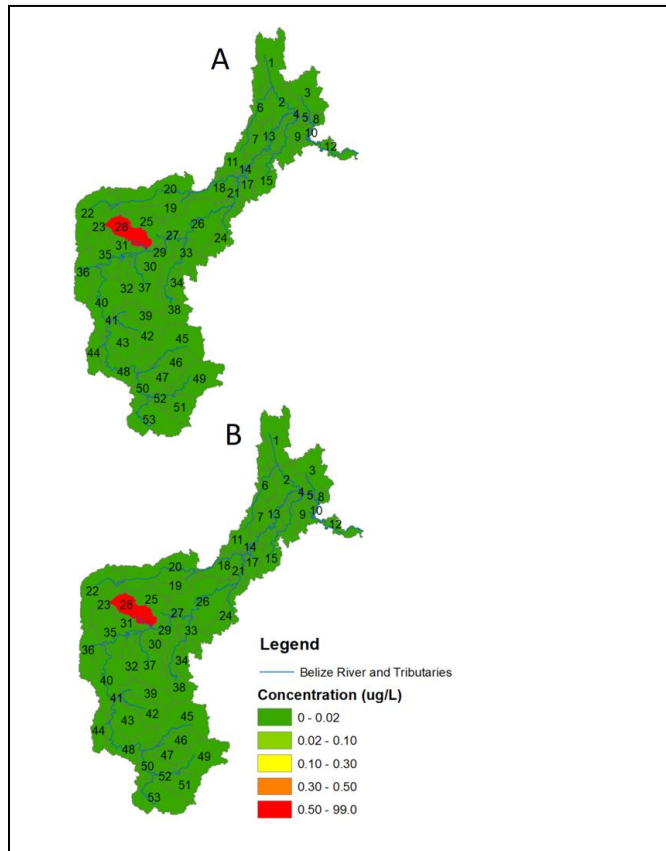 A
1
3
2
6
4 5 8
10
7 13 9
12
11
14
15
18 17
20 21
22 19
25 26
23 28 27 24
31 29 33
35 30
36
32 37 34
40
39 38
41
43 42 45
44 46
48 47 49
50
52 51
53
B
1
3
2
6
4 5 8
10
7 13 9
12
11
14
15
18 17
20 21
22 19
25 26
23 28 27 24
31 29 33
35 30
36
32 37 34
40
39 38
41
43 42 45
44 46
48 47 49
50
52 51
53
Legend
Belize River and Tributaries
Concentration (ug/L)
0 - 0.02
0.02 - 0.10
0.10 - 0.30
0.30 - 0.50
0.50 - 99.0